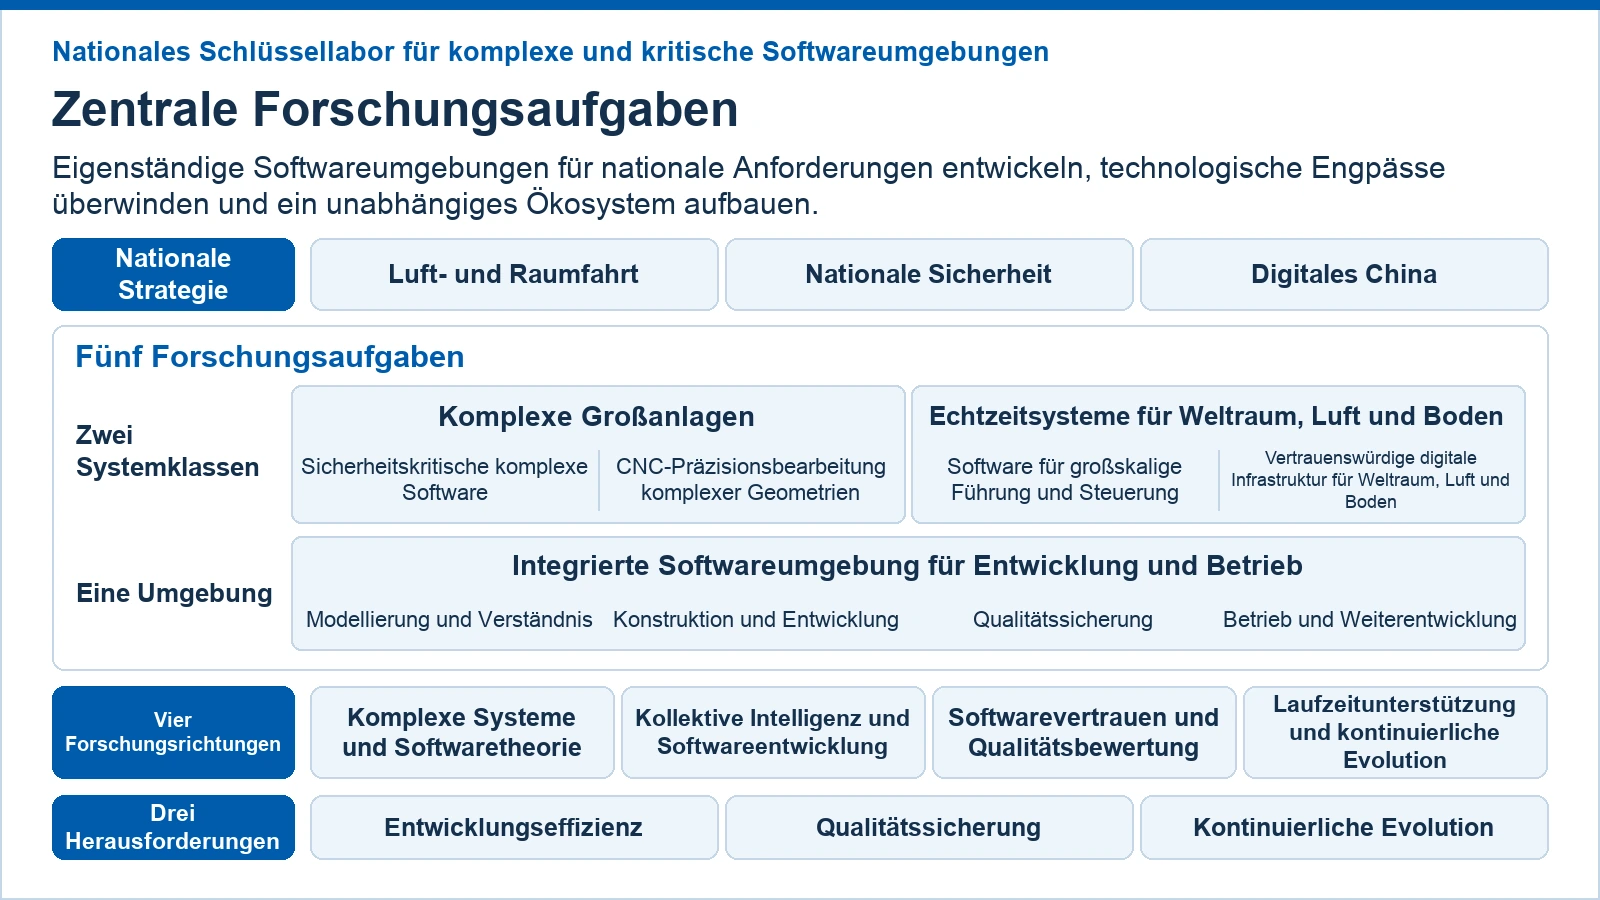 Nationales Schlüssellabor für komplexe und kritische Softwareumgebungen
Zentrale Forschungsaufgaben
Eigenständige Softwareumgebungen für nationale Anforderungen entwickeln, technologische Engpässe
überwinden und ein unabhängiges Ökosystem aufbauen.
Nationale
Strategie
Luft- und Raumfahrt
Nationale Sicherheit
Digitales China
Fünf Forschungsaufgaben
Zwei
Systemklassen
Komplexe Großanlagen
Sicherheitskritische komplexe
Software
CNC-Präzisionsbearbeitung
komplexer Geometrien
Echtzeitsysteme für Weltraum, Luft und Boden
Software für großskalige
Führung und Steuerung
Vertrauenswürdige digitale
Infrastruktur für Weltraum, Luft und
Boden
Eine Umgebung
Integrierte Softwareumgebung für Entwicklung und Betrieb
Modellierung und Verständnis
Konstruktion und Entwicklung
Qualitätssicherung
Betrieb und Weiterentwicklung
Vier
Forschungsrichtungen
Komplexe Systeme
und Softwaretheorie
Kollektive Intelligenz und
Softwareentwicklung
Softwarevertrauen und
Qualitätsbewertung
Laufzeitunterstützung
und kontinuierliche
Evolution
Drei
Herausforderungen
Entwicklungseffizienz
Qualitätssicherung
Kontinuierliche Evolution